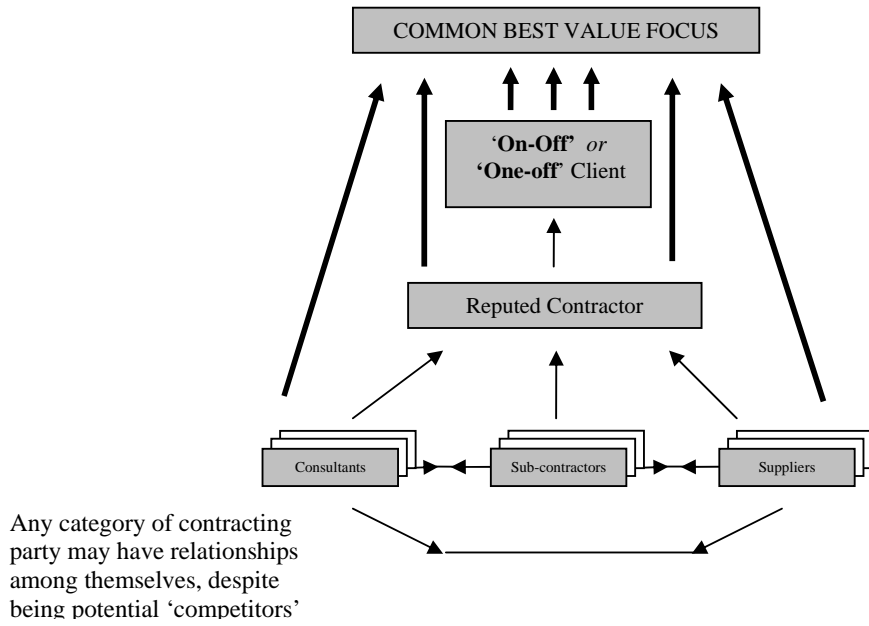 COMMON BEST VALUE FOCUS
‘On-Off’ or
‘One-off’ Client
Reputed Contractor
Consultants
Sub-contractors
Suppliers
Any category of contracting
party may have relationships
among themselves, despite
being potential ‘competitors’